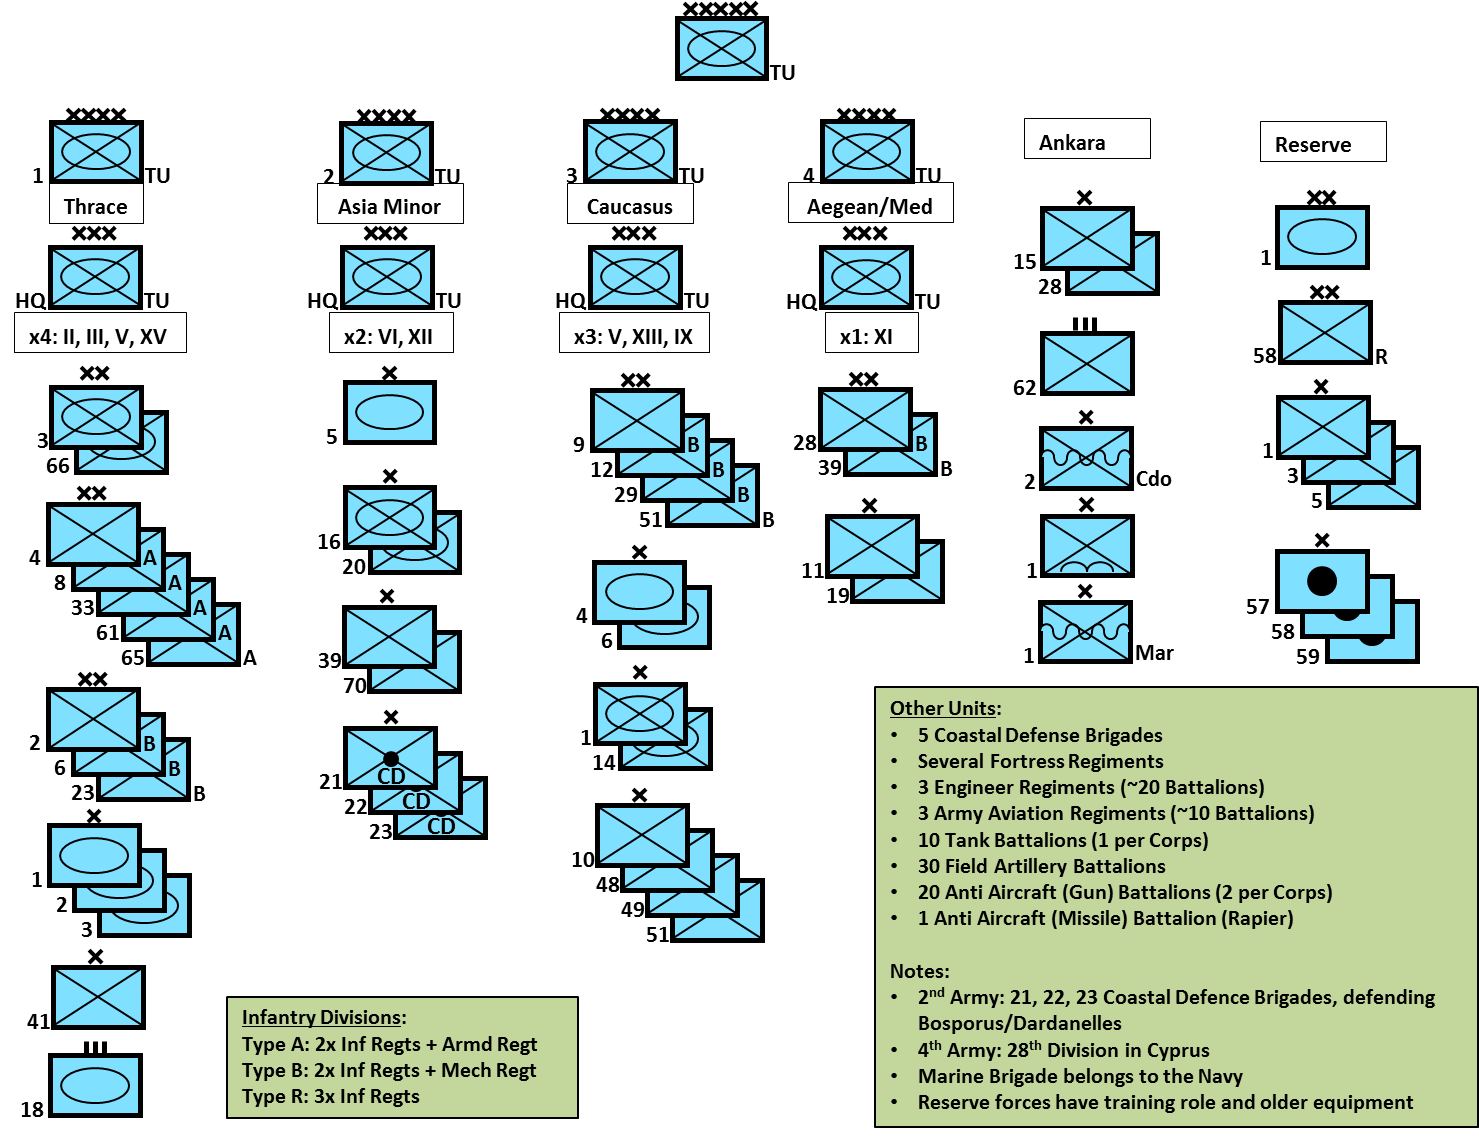 TU
1 TU
2 TU
3 TU
4 TU
Thrace
Asia Minor
Caucasus
Aegean/Med
Ankara
Reserve
HQ TU
HQ TU
HQ TU
HQ TU
x4: II, III, V, XV
x2: VI, XII
x3: V, XIII, IX
x1: XI
3
66
4 A
8 A
33 A
61 A
65 A
2 B
6 B
23 B
1
2
3
41
18
5
16
20
39
70
21 CD
22 CD
23 CD
9 B
12 B
29 B
51 B
4
6
1
14
10
48
49
51
28 B
39 B
11
19
15
28
62
2 Cdo
1
1 Mar
1
58 R
1
3
5
57
58
59
Infantry Divisions:
Type A: 2x Inf Regts + Armd Regt
Type B: 2x Inf Regts + Mech Regt
Type R: 3x Inf Regts
Other Units:
• 5 Coastal Defense Brigades
• Several Fortress Regiments
• 3 Engineer Regiments (~20 Battalions)
• 3 Army Aviation Regiments (~10 Battalions)
• 10 Tank Battalions (1 per Corps)
• 30 Field Artillery Battalions
• 20 Anti Aircraft (Gun) Battalions (2 per Corps)
• 1 Anti Aircraft (Missile) Battalion (Rapier)
Notes:
• 2nd Army: 21, 22, 23 Coastal Defence Brigades, defending
Bosporus/Dardanelles
• 4th Army: 28th Division in Cyprus
• Marine Brigade belongs to the Navy
• Reserve forces have training role and older equipment